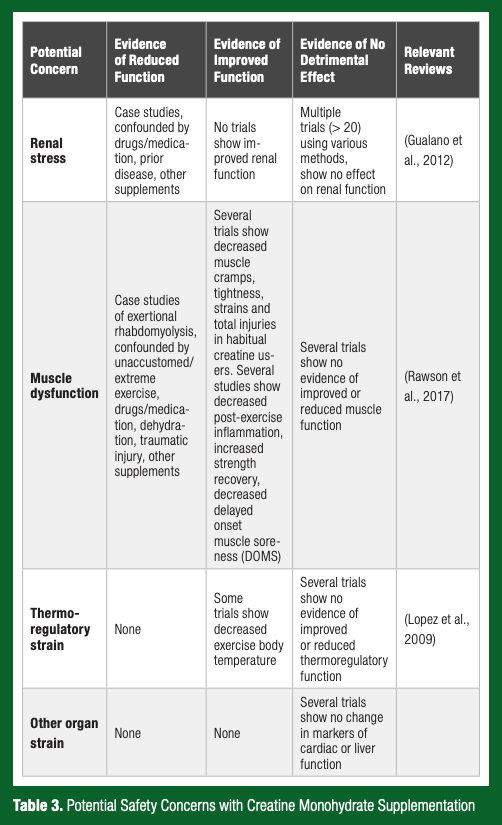 Potential
Concern
Evidence
of Reduced
Function
Evidence of
Improved
Function
Evidence of No
Detrimental
Effect
Relevant
Reviews
Renal
stress
Case studies,
confounded by
drugs/medica-
tion, prior
disease, other
supplements
No trials
show im-
proved renal
function
Multiple
trials (> 20)
using various
methods,
show no effect
on renal function
(Gualano et
al., 2012)
Muscle
dysfunction
Case studies
of exertional
rhabdomyolysis,
confounded by
unaccustomed/
extreme
exercise,
drugs/medica-
tion, dehydra-
tion, traumatic
injury, other
supplements
Several
trials show
decreased
muscle
cramps,
tightness,
strains and
total injuries
in habitual
creatine us-
ers. Several
studies show
decreased
post-exercise
inflammation,
increased
strength
recovery,
decreased
delayed
onset
muscle sore-
ness (DOMS)
Several trials
show no
evidence of
improved or
reduced muscle
function
(Rawson et
al., 2017)
Thermo-
regulatory
strain
None
Some
trials show
decreased
exercise body
temperature
Several trials
show no
evidence of
improved
or reduced
thermoregulatory
function
(Lopez et al.,
2009)
Other organ
strain
None
None
Several trials
show no change
in markers of
cardiac or liver
function
Table 3. Potential Safety Concerns with Creatine Monohydrate Supplementation